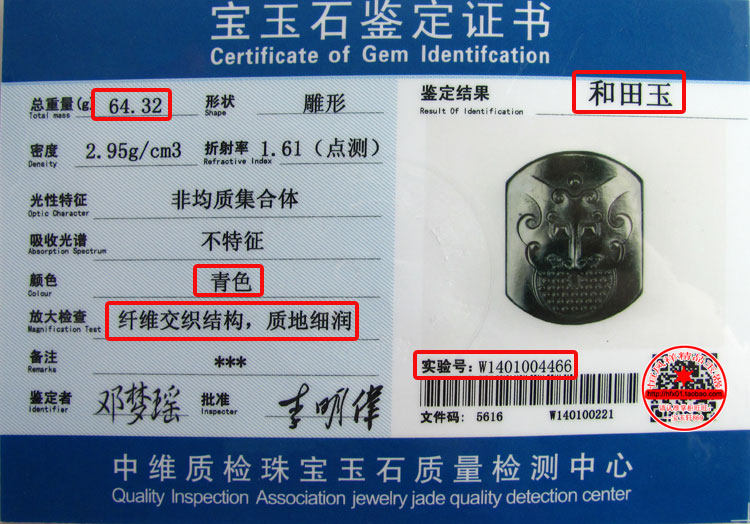 宝玉石鉴定证书
Certificate of Gem Identifcation
总重量(g) 64.32 形状 雕形
Total mass Shape
密度 2.95g/cm3 折射率 1.61（点测）
Density Refractive Index
光性特征 非均质集合体
Optic Character
吸收光谱 不特征
Absorption Spectrum
颜色 青色
Colour
放大检查 纤维交织结构，质地细润
Magnification Test
备注 ***
Remarks
鉴定者 邓梦瑶 批准 李明伟
Identifier Inspecter
鉴定结果 和田玉
Result Of Identification
实验号：W1401004466
文件码：5616 W140100221
http://hh01.taobao.com
中维质检珠宝玉石质量检测中心
Quality Inspection Association jewelry jade quality detection center